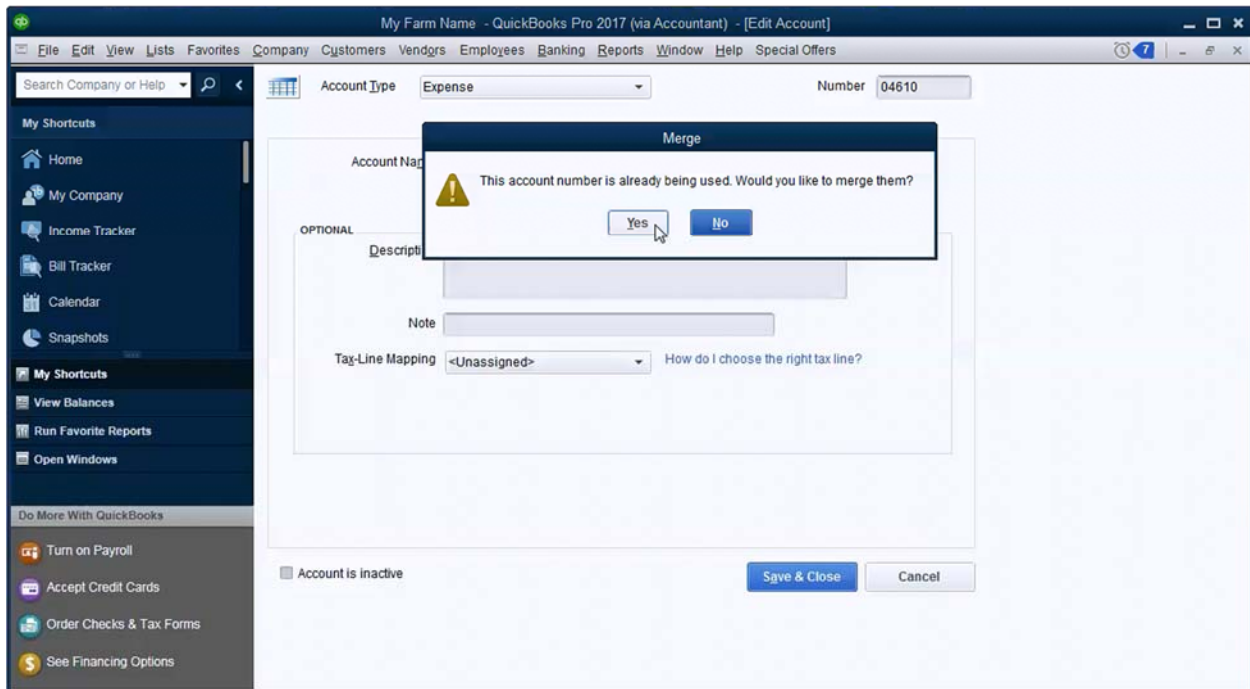 My Farm Name - QuickBooks Pro 2017 (via Accountant) - [Edit Account]
File Edit View Lists Favorites Company Customers Vendors Employees Banking Reports Window Help Special Offers 7
Search Company or Help
Account Type Expense Number 04610
My Shortcuts
Merge
Home
Account Nam
This account number is already being used. Would you like to merge them?
My Company
Yes No
Income Tracker
OPTIONAL
Descripti
Bill Tracker
Calendar
Note
Snapshots
Tax-Line Mapping <Unassigned> How do I choose the right tax line?
My Shortcuts
View Balances
Run Favorite Reports
Open Windows
Do More With QuickBooks
Turn on Payroll
Account is inactive Save & Close Cancel
Accept Credit Cards
Order Checks & Tax Forms
See Financing Options